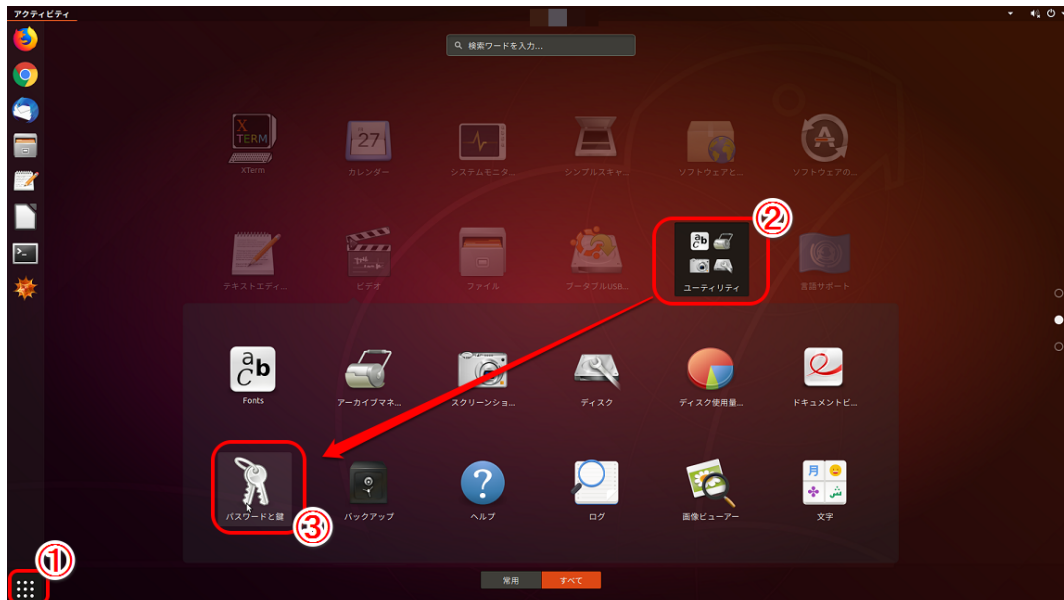 アクティビティ
検索ワードを入力...
XTERM
27
XTerm
カレンダー
システムモニタ...
シンプルスキャ...
ソフトウェアと...
ソフトウェアの...
②
テキストエディ...
ビデオ
ファイル
ブータブルUSB...
ユーティリティ
言語サポート
Fonts
アーカイブマネ...
スクリーンショ...
ディスク
ディスク使用量...
ドキュメントビ...
パスワードと鍵
バックアップ
ヘルプ
ログ
画像ビューアー
文字
③
①
常用
すべて